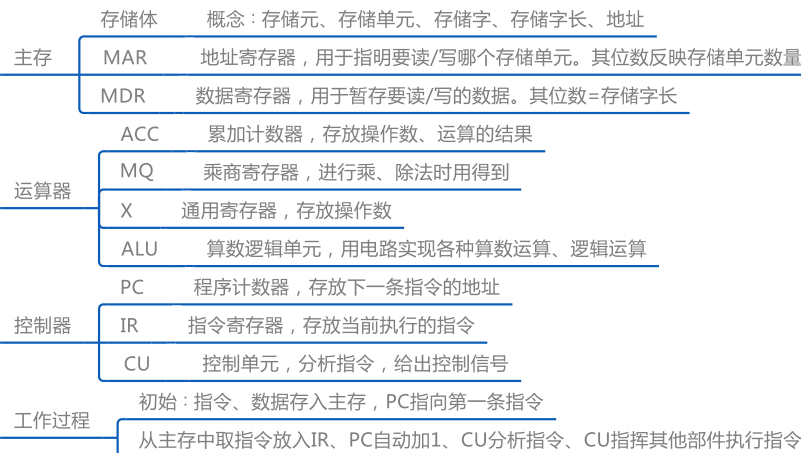 存储体 概念：存储元、存储单元、存储字、存储字长、地址
主存 MAR 地址寄存器，用于指明要读/写哪个存储单元。其位数反映存储单元数量
MDR 数据寄存器，用于暂存要读/写的数据。其位数=存储字长
ACC 累加计数器，存放操作数、运算的结果
MQ 乘商寄存器，进行乘、除法时用得到
运算器
X 通用寄存器，存放操作数
ALU 算数逻辑单元，用电路实现各种算数运算、逻辑运算
PC 程序计数器，存放下一条指令的地址
控制器 IR 指令寄存器，存放当前执行的指令
CU 控制单元，分析指令，给出控制信号
初始：指令、数据存入主存，PC指向第一条指令
工作过程
从主存中取指令放入IR、PC自动加1、CU分析指令、CU指挥其他部件执行指令